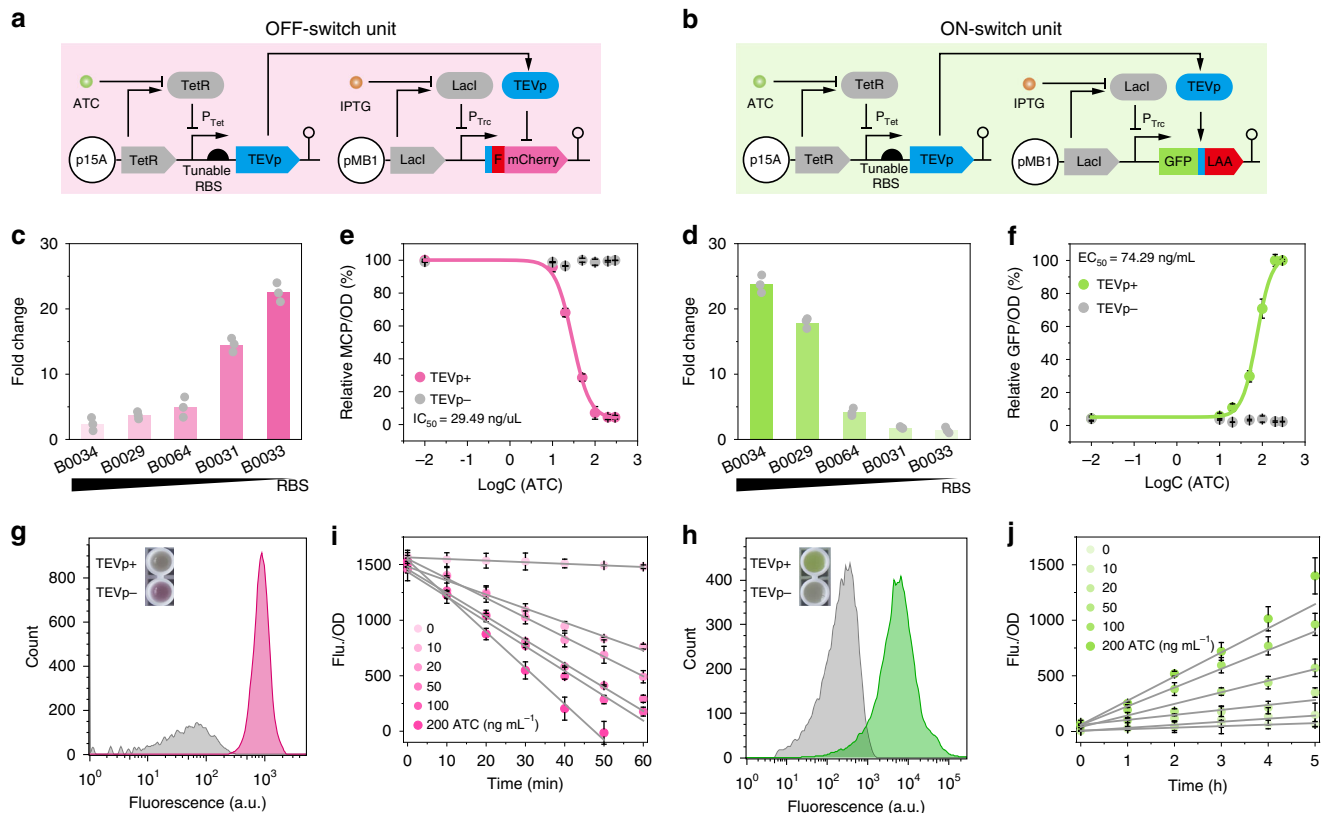 a
OFF-switch unit
ATC
TetR
IPTG
LacI
TEVp
P_Tet
P_Trc
p15A
TetR
TEVp
pMB1
LacI
F
mCherry
Tunable
RBS
b
ON-switch unit
ATC
TetR
IPTG
LacI
TEVp
P_Tet
P_Trc
p15A
TetR
TEVp
pMB1
LacI
GFP
LAA
Tunable
RBS
c
Fold change
30
20
10
0
B0034
B0029
B0064
B0031
B0033
RBS
e
Relative MCP/OD (%)
100
80
60
40
20
0
TEVp+
TEVp–
IC50 = 29.49 ng/uL
–2
–1
0
1
2
3
LogC (ATC)
d
Fold change
30
20
10
0
B0034
B0029
B0064
B0031
B0033
RBS
f
Relative GFP/OD (%)
100
80
60
40
20
0
EC50 = 74.29 ng/mL
TEVp+
TEVp–
–2
–1
0
1
2
3
LogC (ATC)
g
Count
800
600
400
200
0
TEVp+
TEVp–
10^0
10^1
10^2
10^3
Fluorescence (a.u.)
i
Flu./OD
1500
1000
500
0
0
10
20
50
100
200 ATC (ng mL–1)
0
10
20
30
40
50
60
Time (min)
h
Count
400
300
200
100
0
TEVp+
TEVp–
10^0
10^1
10^2
10^3
10^4
10^5
Fluorescence (a.u.)
j
Flu./OD
1500
1000
500
0
0
10
20
50
100
200 ATC (ng mL–1)
0
1
2
3
4
5
Time (h)